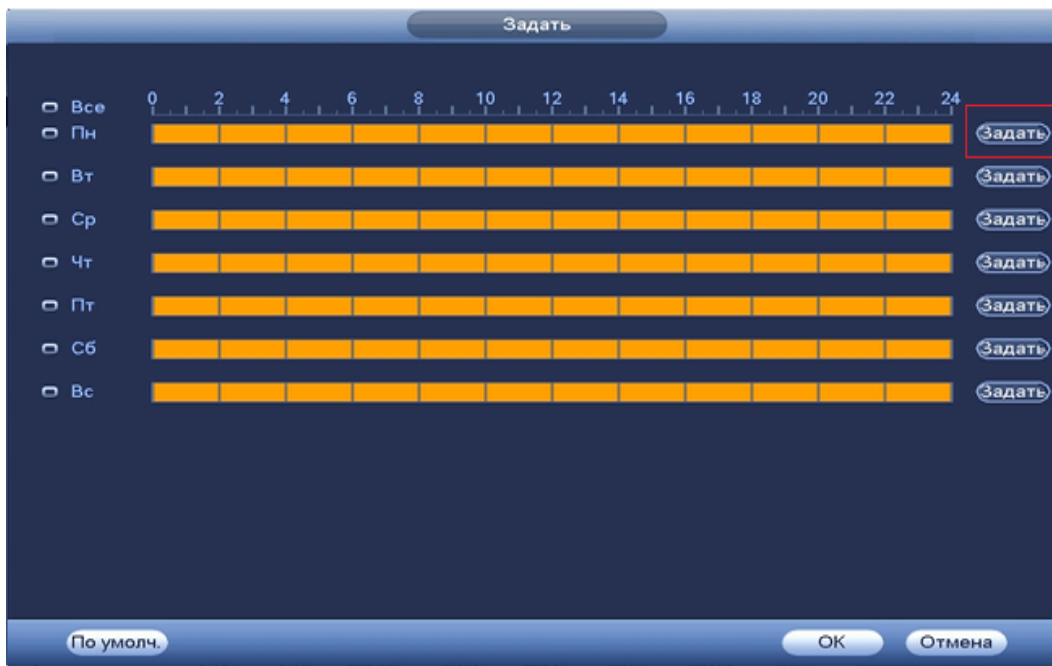 Задать
Все 0 2 4 6 8 10 12 14 16 18 20 22 24
Пн Задать
Вт Задать
Ср Задать
Чт Задать
Пт Задать
Сб Задать
Вс Задать
По умолч. OK Отмена